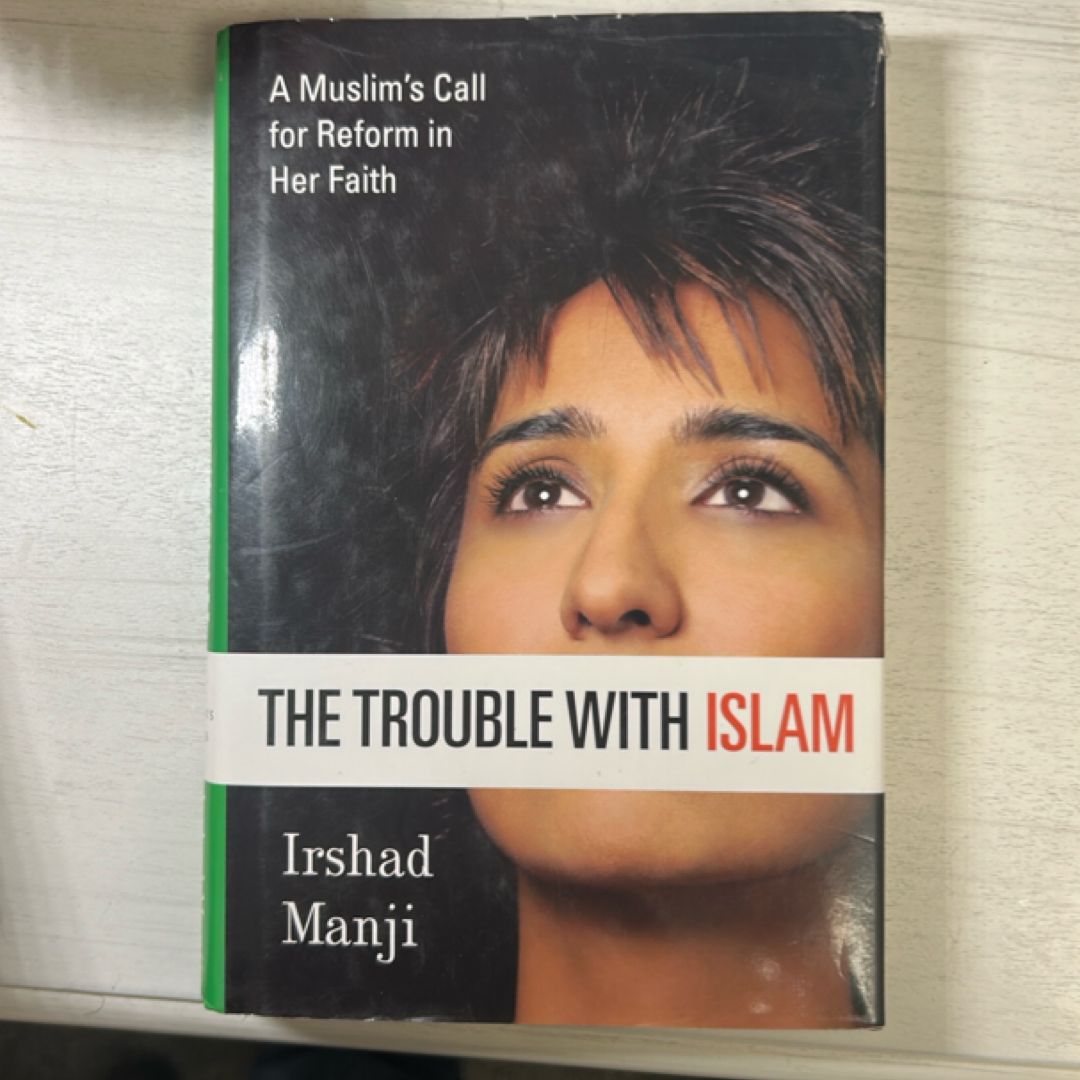 A Muslim's Call
for Reform in
Her Faith
THE TROUBLE WITH ISLAM
Irshad
Manji